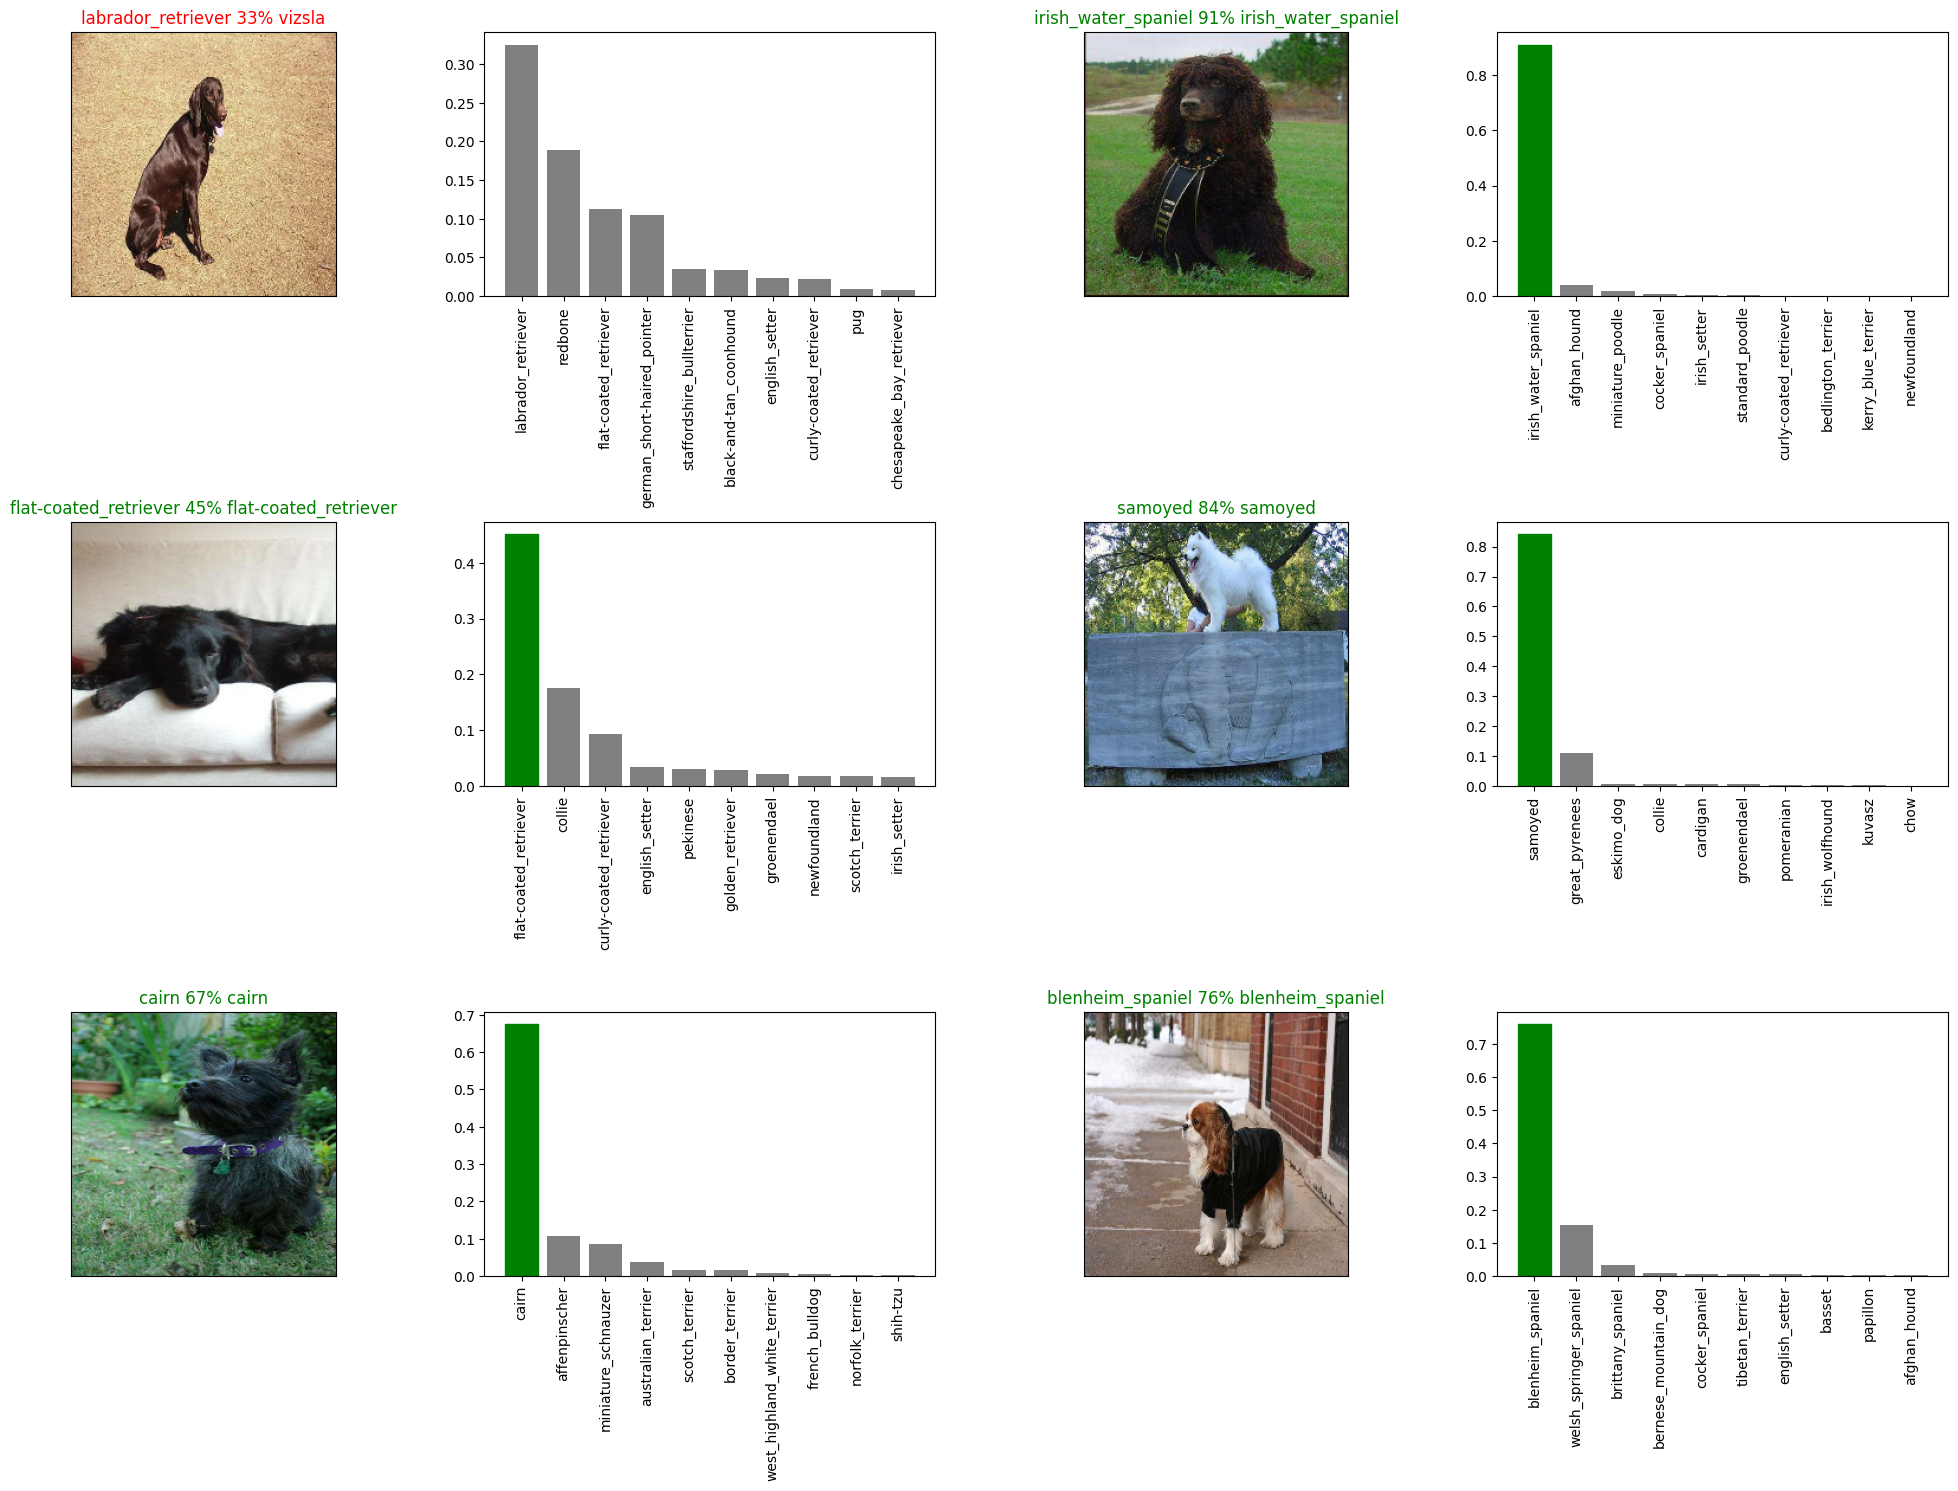 labrador_retriever 33% vizsla
0.30
0.25
0.20
0.15
0.10
0.05
0.00
labrador_retriever
redbone
flat-coated_retriever
german_short-haired_pointer
staffordshire_bullterrier
black-and-tan_coonhound
english_setter
curly-coated_retriever
pug
chesapeake_bay_retriever
irish_water_spaniel 91% irish_water_spaniel
0.8
0.6
0.4
0.2
0.0
irish_water_spaniel
afghan_hound
miniature_poodle
cocker_spaniel
irish_setter
standard_poodle
curly-coated_retriever
bedlington_terrier
kerry_blue_terrier
newfoundland
flat-coated_retriever 45% flat-coated_retriever
0.4
0.3
0.2
0.1
0.0
flat-coated_retriever
collie
curly-coated_retriever
english_setter
pekinese
golden_retriever
groenendael
newfoundland
scotch_terrier
irish_setter
samoyed 84% samoyed
0.8
0.7
0.6
0.5
0.4
0.3
0.2
0.1
0.0
samoyed
great_pyrenees
eskimo_dog
collie
cardigan
groenendael
pomeranian
irish_wolfhound
kuvasz
chow
cairn 67% cairn
0.7
0.6
0.5
0.4
0.3
0.2
0.1
0.0
cairn
affenpinscher
miniature_schnauzer
australian_terrier
scotch_terrier
border_terrier
west_highland_white_terrier
french_bulldog
norfolk_terrier
shih-tzu
blenheim_spaniel 76% blenheim_spaniel
0.7
0.6
0.5
0.4
0.3
0.2
0.1
0.0
blenheim_spaniel
welsh_springer_spaniel
brittany_spaniel
bernese_mountain_dog
cocker_spaniel
tibetan_terrier
english_setter
basset
papillon
afghan_hound